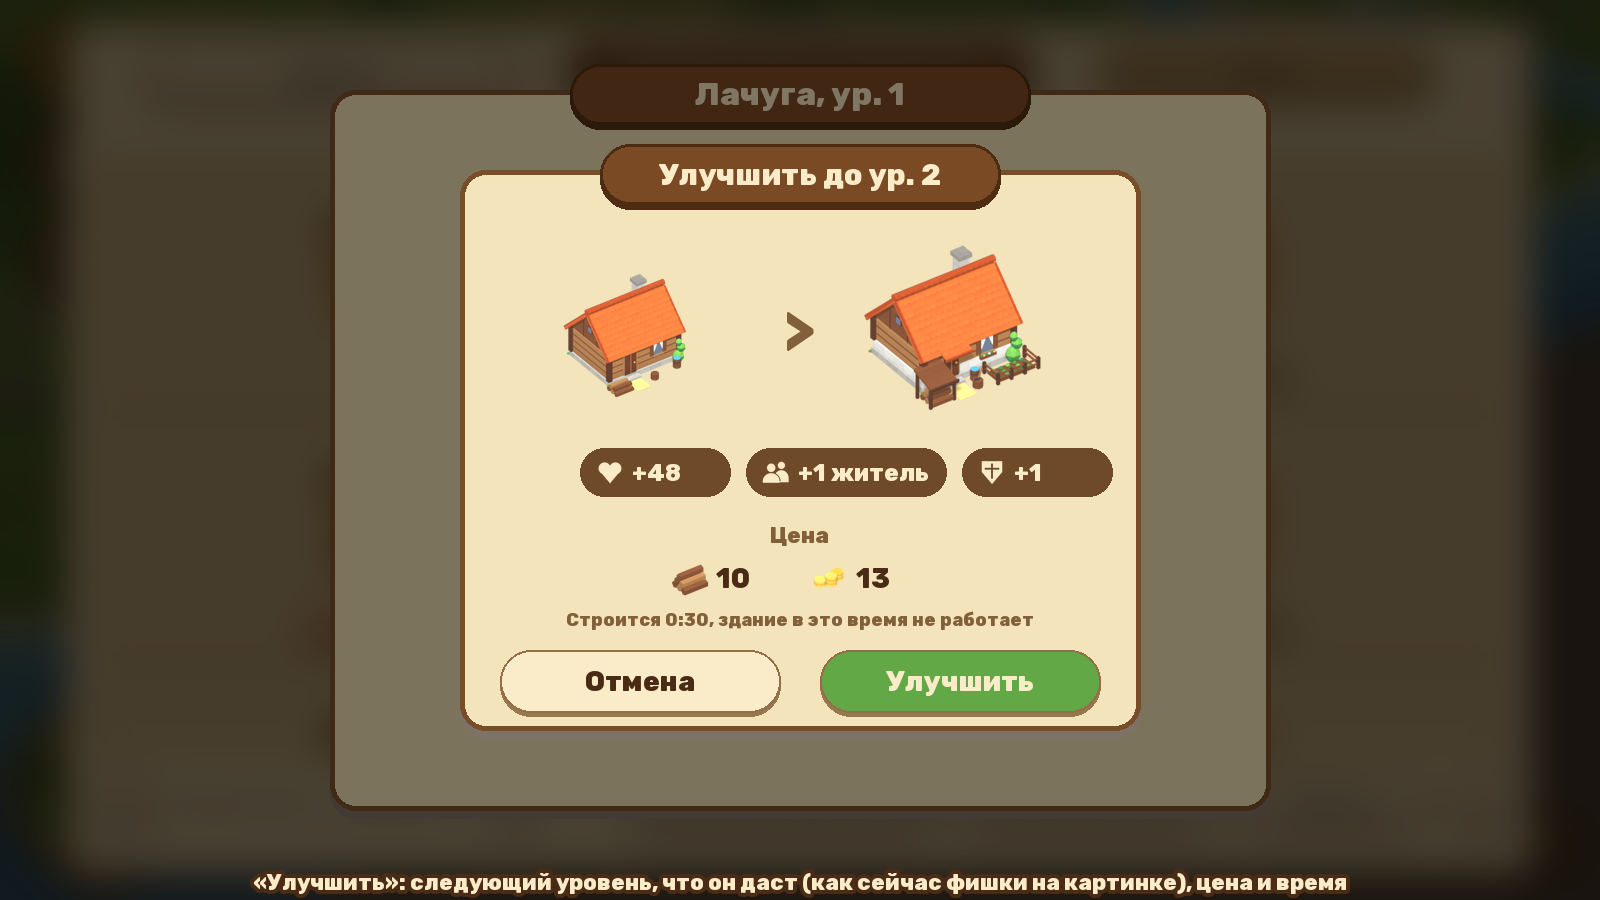 Лачуга, ур. 1
Улучшить до ур. 2
>
+48
+1 житель
+1
Цена
10
13
Строится 0:30, здание в это время не работает
Отмена
Улучшить
«Улучшить»: следующий уровень, что он даст (как сейчас фишки на картинке), цена и время